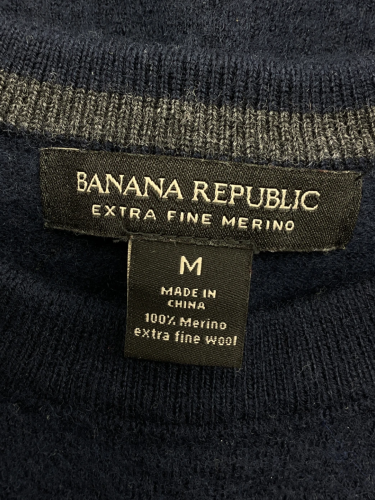 BANANA REPUBLIC
EXTRA FINE MERINO
M
MADE IN
CHINA
100% Merino
extra fine wool